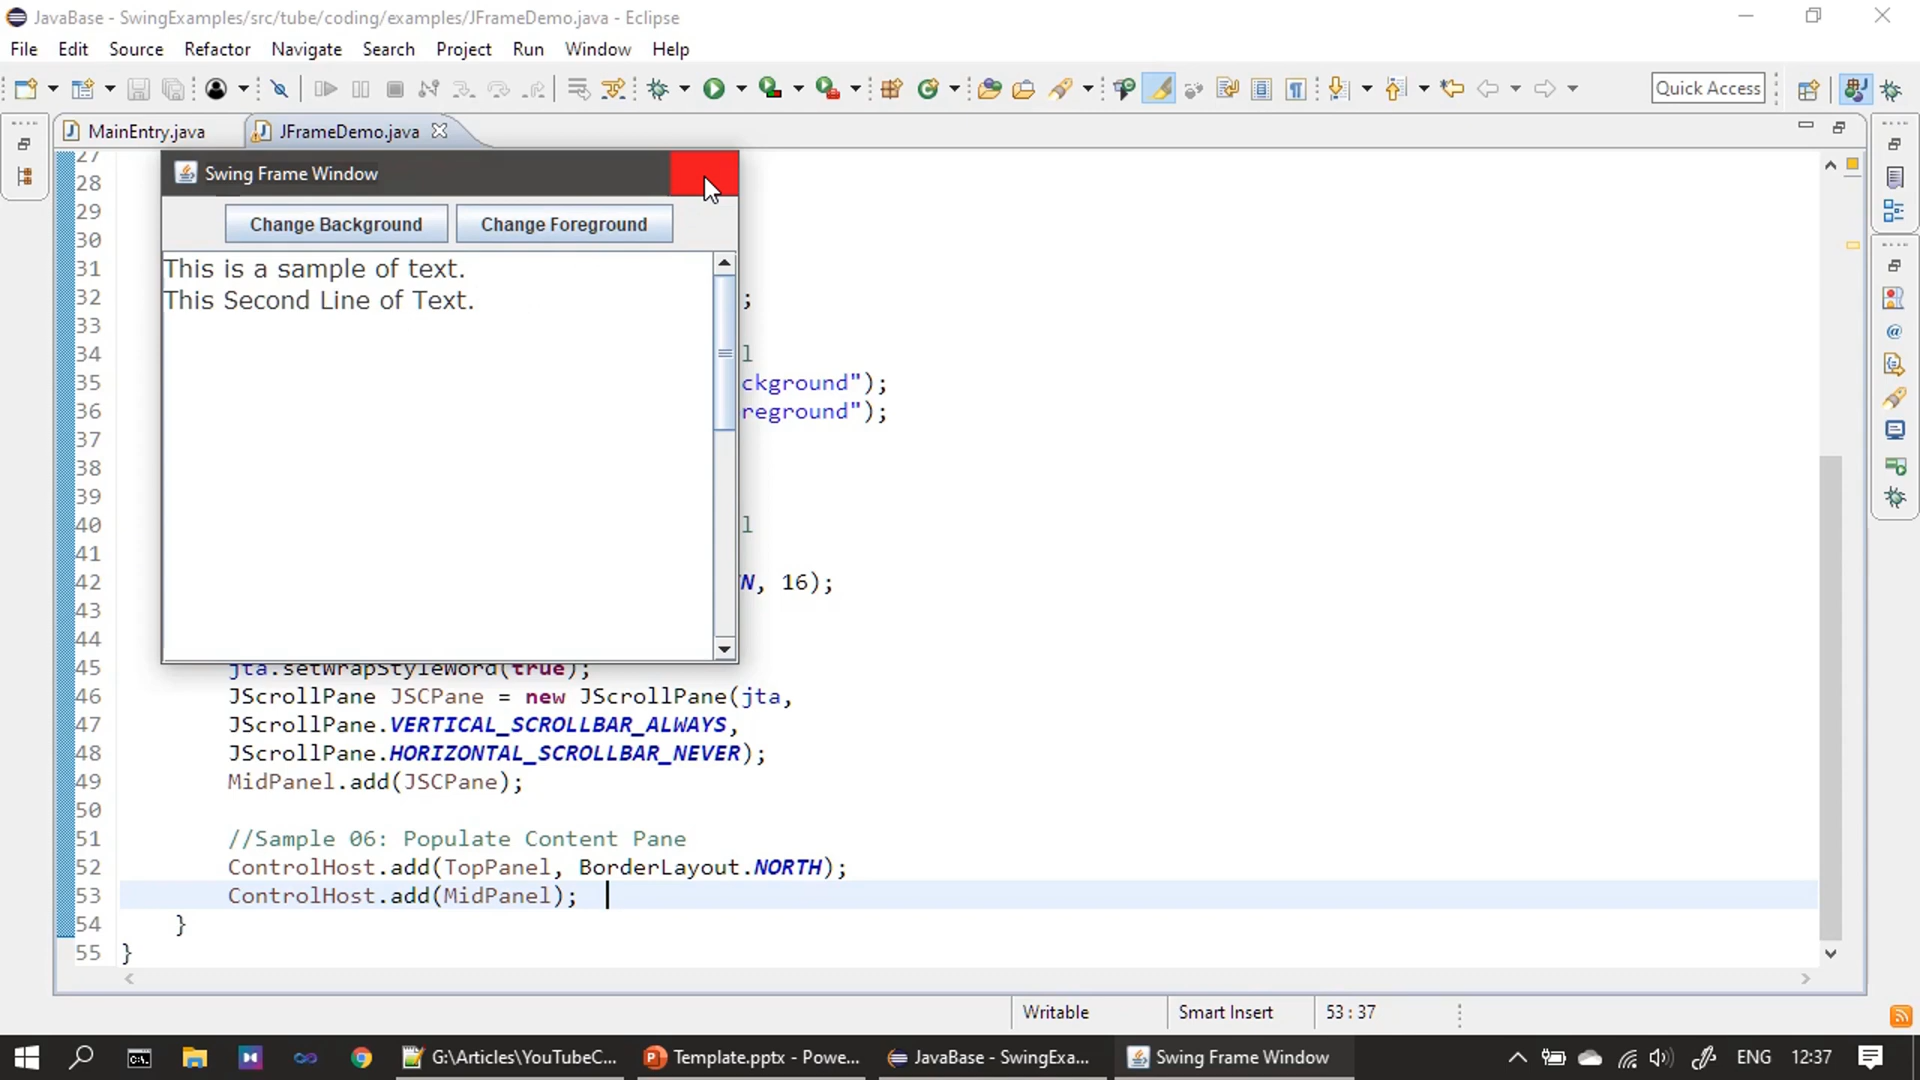 JavaBase - SwingExamples/src/tube/coding/examples/JFrameDemo.java - Eclipse
File Edit Source Refactor Navigate Search Project Run Window Help
Quick Access
MainEntry.java JFrameDemo.java
Swing Frame Window
Change Background Change Foreground
This is a sample of text.
This Second Line of Text.
27
28
29
30
31
32 ;
33
34 l
35 ckground");
36 reground");
37
38
39
40 l
41
42 N, 16);
43
44
45 jta.setWrapStyleWord(true);
46 JScrollPane JSCPane = new JScrollPane(jta,
47 JScrollPane.VERTICAL_SCROLLBAR_ALWAYS,
48 JScrollPane.HORIZONTAL_SCROLLBAR_NEVER);
49 MidPanel.add(JSCPane);
50
51 //Sample 06: Populate Content Pane
52 ControlHost.add(TopPanel, BorderLayout.NORTH);
53 ControlHost.add(MidPanel);
54 }
55 }
Writable Smart Insert 53 : 37
G:\Articles\YouTubeC... Template.pptx - Powe... JavaBase - SwingExa... Swing Frame Window ENG 12:37